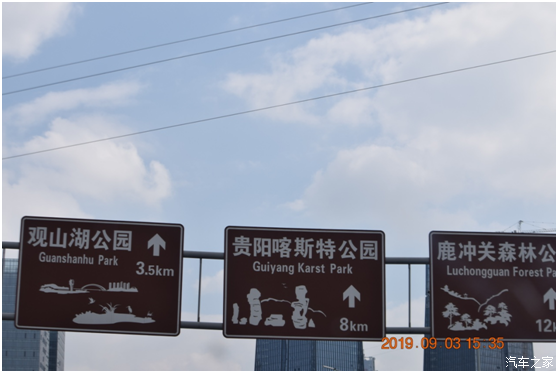 观山湖公园
Guanshanhu Park
3.5km
贵阳喀斯特公园
Guiyang Karst Park
8km
鹿冲关森林公
Luchongguan Forest Pa
12k
2019.09.03 15:35
汽车之家